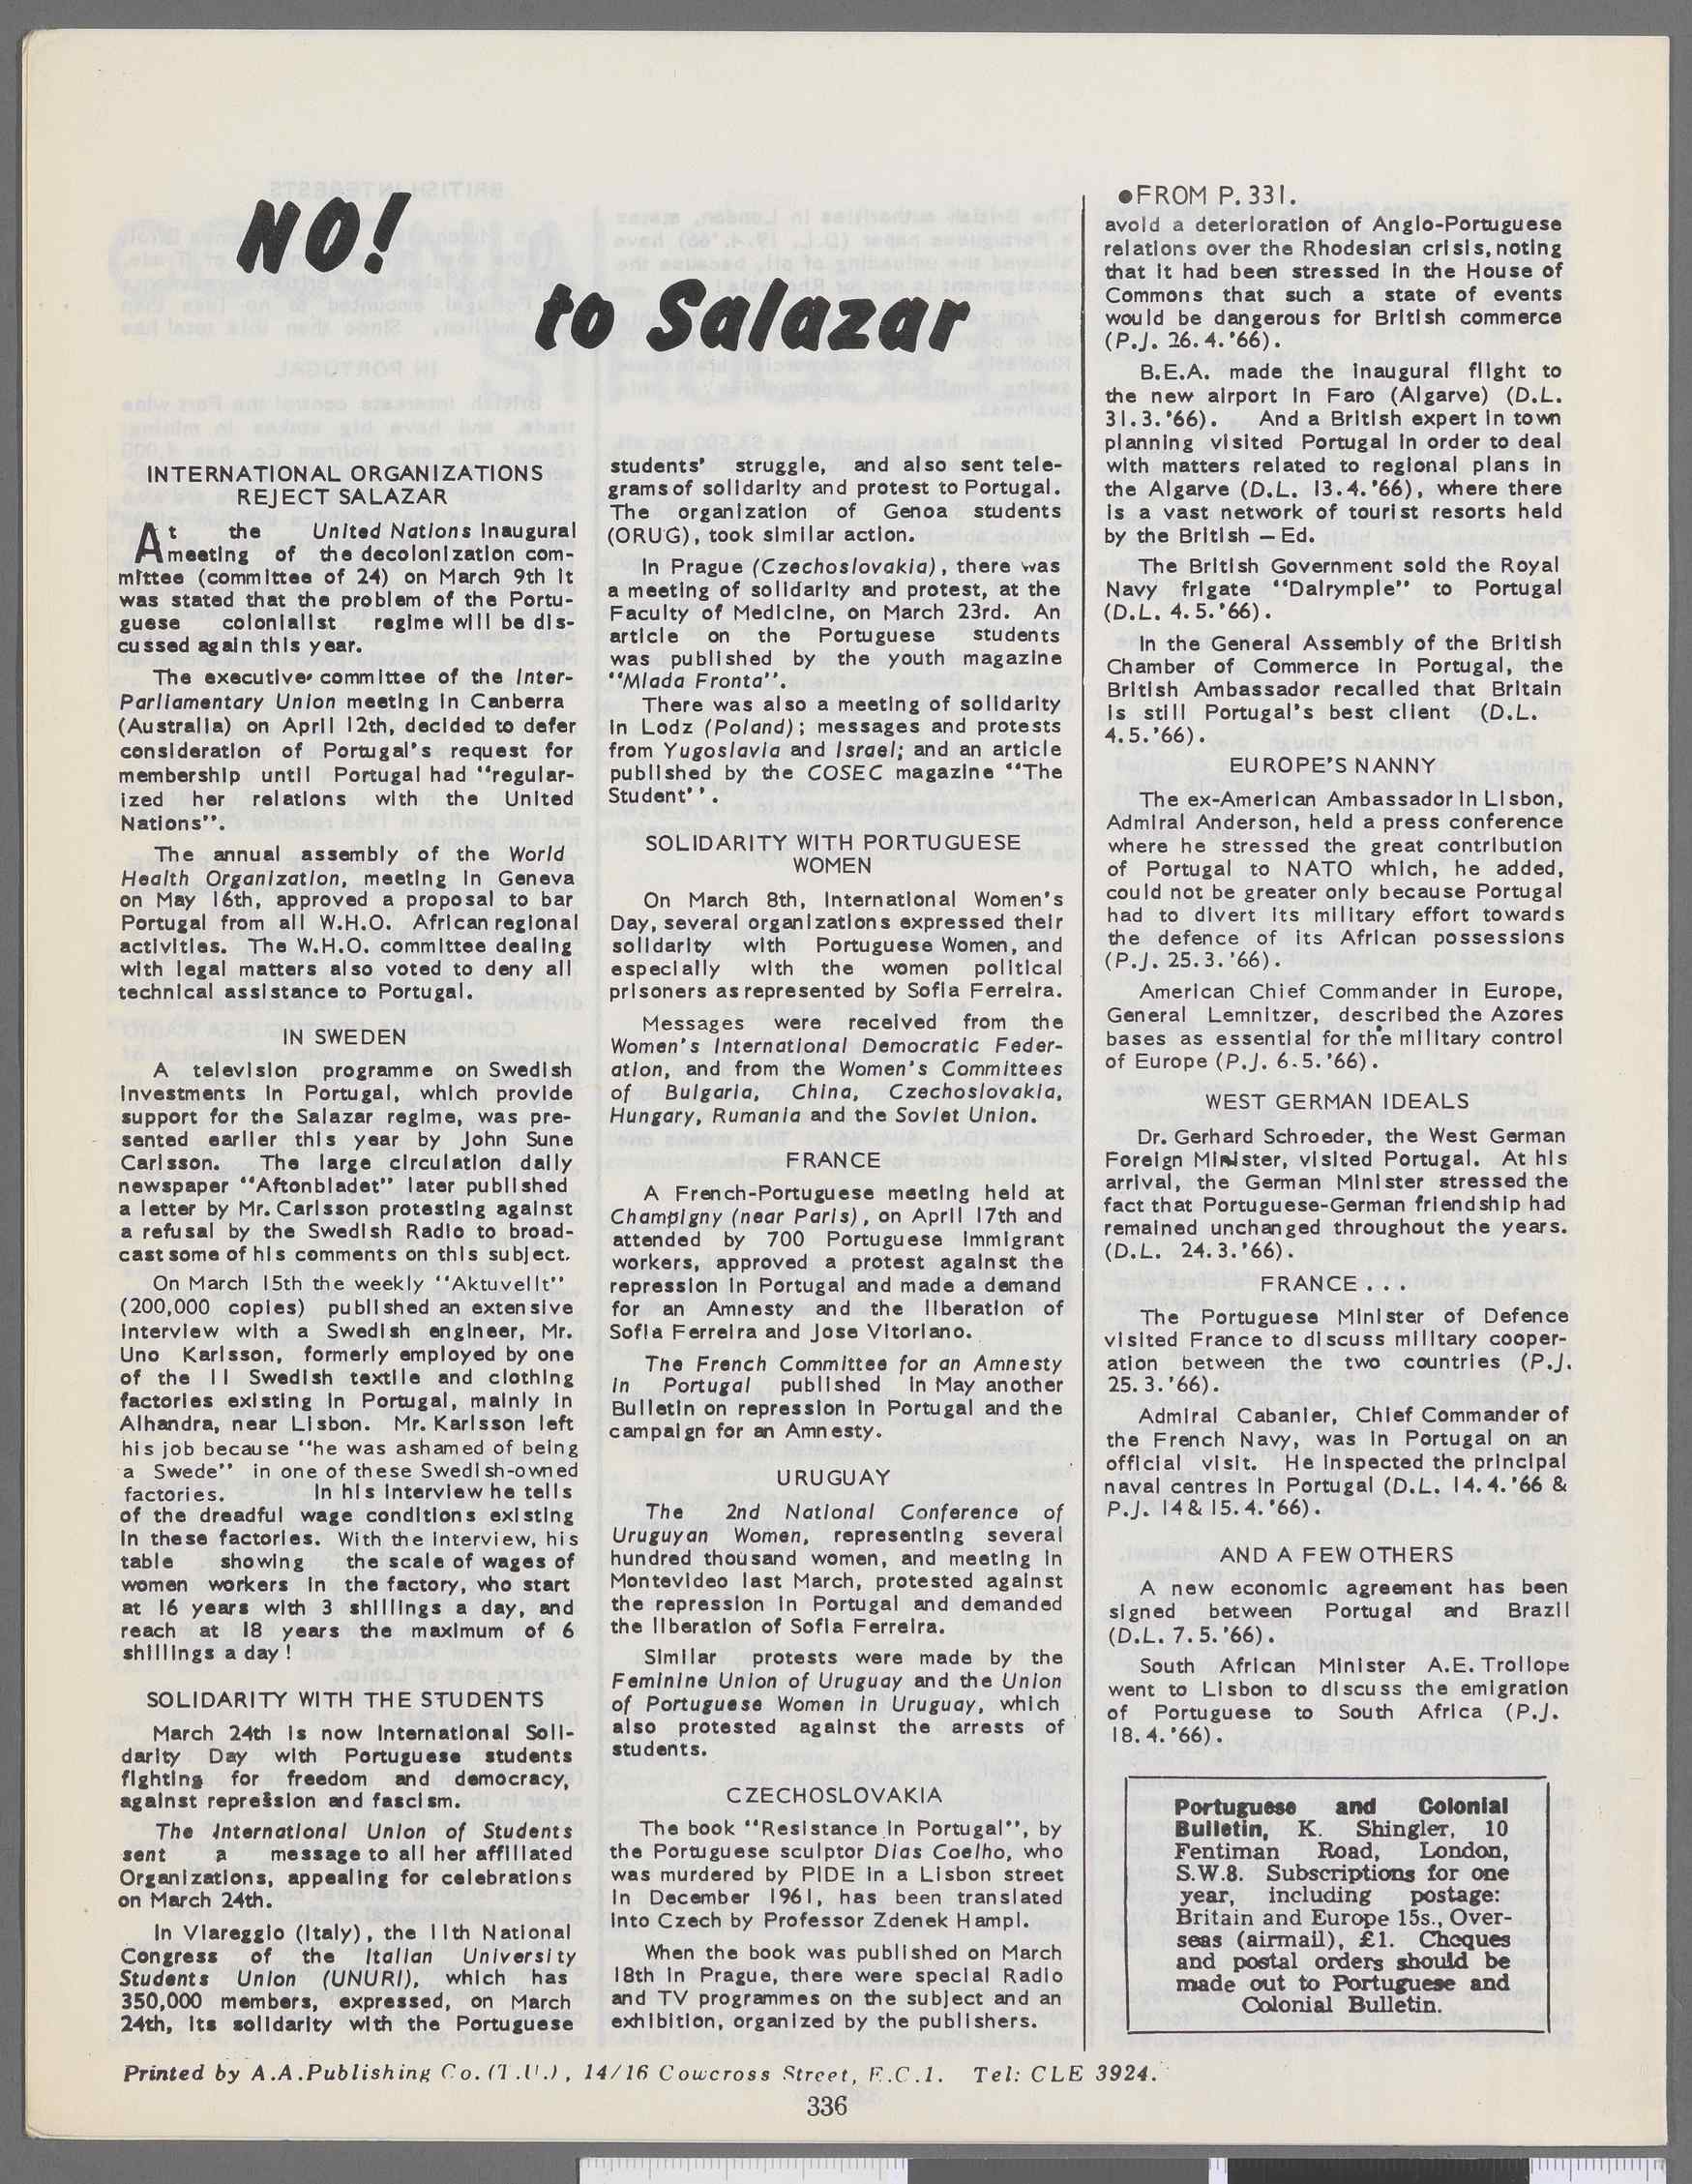 NO!
to Salazar
INTERNATIONAL ORGANIZATIONS
REJECT SALAZAR
At the United Nations inaugural
meeting of the decolonization com-
mittee (committee of 24) on March 9th it
was stated that the problem of the Portu-
guese colonialist regime will be dis-
cussed again this year.
The executive committee of the Inter-
Parliamentary Union meeting in Canberra
(Australia) on April 12th, decided to defer
consideration of Portugal's request for
membership until Portugal had "regular-
ized her relations with the United
Nations".
The annual assembly of the World
Health Organization, meeting in Geneva
on May 16th, approved a proposal to bar
Portugal from all W.H.O. African regional
activities. The W.H.O. committee dealing
with legal matters also voted to deny all
technical assistance to Portugal.
IN SWEDEN
A television programme on Swedish
investments in Portugal, which provide
support for the Salazar regime, was pre-
sented earlier this year by John Sune
Carlsson. The large circulation daily
newspaper "Aftonbladet" later published
a letter by Mr. Carlsson protesting against
a refusal by the Swedish Radio to broad-
cast some of his comments on this subject.
On March 15th the weekly "Aktuvellt"
(200,000 copies) published an extensive
interview with a Swedish engineer, Mr.
Uno Karlsson, formerly employed by one
of the 11 Swedish textile and clothing
factories existing in Portugal, mainly in
Alhandra, near Lisbon. Mr. Karlsson left
his job because "he was ashamed of being
a Swede" in one of these Swedish-owned
factories. In his interview he tells
of the dreadful wage conditions existing
in these factories. With the interview, his
table showing the scale of wages of
women workers in the factory, who start
at 16 years with 3 shillings a day, and
reach at 18 years the maximum of 6
shillings a day!
SOLIDARITY WITH THE STUDENTS
March 24th is now International Soli-
darity Day with Portuguese students
fighting for freedom and democracy,
against repression and fascism.
The International Union of Students
sent a message to all her affiliated
Organizations, appealing for celebrations
on March 24th.
In Viareggio (Italy), the 11th National
Congress of the Italian University
Students Union (UNURI), which has
350,000 members, expressed, on March
24th, its solidarity with the Portuguese
students' struggle, and also sent tele-
grams of solidarity and protest to Portugal.
The organization of Genoa students
(ORUG), took similar action.
In Prague (Czechoslovakia), there was
a meeting of solidarity and protest, at the
Faculty of Medicine, on March 23rd. An
article on the Portuguese students
was published by the youth magazine
"Mlada Fronta".
There was also a meeting of solidarity
in Lodz (Poland); messages and protests
from Yugoslavia and Israel; and an article
published by the COSEC magazine "The
Student".
SOLIDARITY WITH PORTUGUESE
WOMEN
On March 8th, International Women's
Day, several organizations expressed their
solidarity with Portuguese Women, and
especially with the women political
prisoners as represented by Sofia Ferreira.
Messages were received from the
Women's International Democratic Feder-
ation, and from the Women's Committees
of Bulgaria, China, Czechoslovakia,
Hungary, Rumania and the Soviet Union.
FRANCE
A French-Portuguese meeting held at
Champigny (near Paris), on April 17th and
attended by 700 Portuguese immigrant
workers, approved a protest against the
repression in Portugal and made a demand
for an Amnesty and the liberation of
Sofia Ferreira and Jose Vitoriano.
The French Committee for an Amnesty
in Portugal published in May another
Bulletin on repression in Portugal and the
campaign for an Amnesty.
URUGUAY
The 2nd National Conference of
Uruguyan Women, representing several
hundred thousand women, and meeting in
Montevideo last March, protested against
the repression in Portugal and demanded
the liberation of Sofia Ferreira.
Similar protests were made by the
Feminine Union of Uruguay and the Union
of Portuguese Women in Uruguay, which
also protested against the arrests of
students.
CZECHOSLOVAKIA
The book "Resistance in Portugal", by
the Portuguese sculptor Dias Coelho, who
was murdered by PIDE in a Lisbon street
in December 1961, has been translated
into Czech by Professor Zdenek Hampl.
When the book was published on March
18th in Prague, there were special Radio
and TV programmes on the subject and an
exhibition, organized by the publishers.
●FROM P. 331.
avoid a deterioration of Anglo-Portuguese
relations over the Rhodesian crisis, noting
that it had been stressed in the House of
Commons that such a state of events
would be dangerous for British commerce
(P.J. 26.4.'66).
B.E.A. made the inaugural flight to
the new airport in Faro (Algarve) (D.L.
31.3.'66). And a British expert in town
planning visited Portugal in order to deal
with matters related to regional plans in
the Algarve (D.L. 13.4.'66), where there
is a vast network of tourist resorts held
by the British — Ed.
The British Government sold the Royal
Navy frigate "Dalrymple" to Portugal
(D.L. 4.5.'66).
In the General Assembly of the British
Chamber of Commerce in Portugal, the
British Ambassador recalled that Britain
is still Portugal's best client (D.L.
4.5.'66).
EUROPE'S NANNY
The ex-American Ambassador in Lisbon,
Admiral Anderson, held a press conference
where he stressed the great contribution
of Portugal to NATO which, he added,
could not be greater only because Portugal
had to divert its military effort towards
the defence of its African possessions
(P.J. 25.3.'66).
American Chief Commander in Europe,
General Lemnitzer, described the Azores
bases as essential for the military control
of Europe (P.J. 6.5.'66).
WEST GERMAN IDEALS
Dr. Gerhard Schroeder, the West German
Foreign Minister, visited Portugal. At his
arrival, the German Minister stressed the
fact that Portuguese-German friendship had
remained unchanged throughout the years.
(D.L. 24.3.'66).
FRANCE . . .
The Portuguese Minister of Defence
visited France to discuss military cooper-
ation between the two countries (P.J.
25.3.'66).
Admiral Cabanier, Chief Commander of
the French Navy, was in Portugal on an
official visit. He inspected the principal
naval centres in Portugal (D.L. 14.4.'66 &
P.J. 14 & 15.4.'66).
AND A FEW OTHERS
A new economic agreement has been
signed between Portugal and Brazil
(D.L. 7.5.'66).
South African Minister A.E. Trollope
went to Lisbon to discuss the emigration
of Portuguese to South Africa (P.J.
18.4.'66).
Portuguese and Colonial
Bulletin, K. Shingler, 10
Fentiman Road, London,
S.W.8. Subscriptions for one
year, including postage:
Britain and Europe 15s., Over-
seas (airmail), £1. Cheques
and postal orders should be
made out to Portuguese and
Colonial Bulletin.
Printed by A.A.Publishing Co.(T.U.), 14/16 Cowcross Street, E.C.1. Tel: CLE 3924.
336